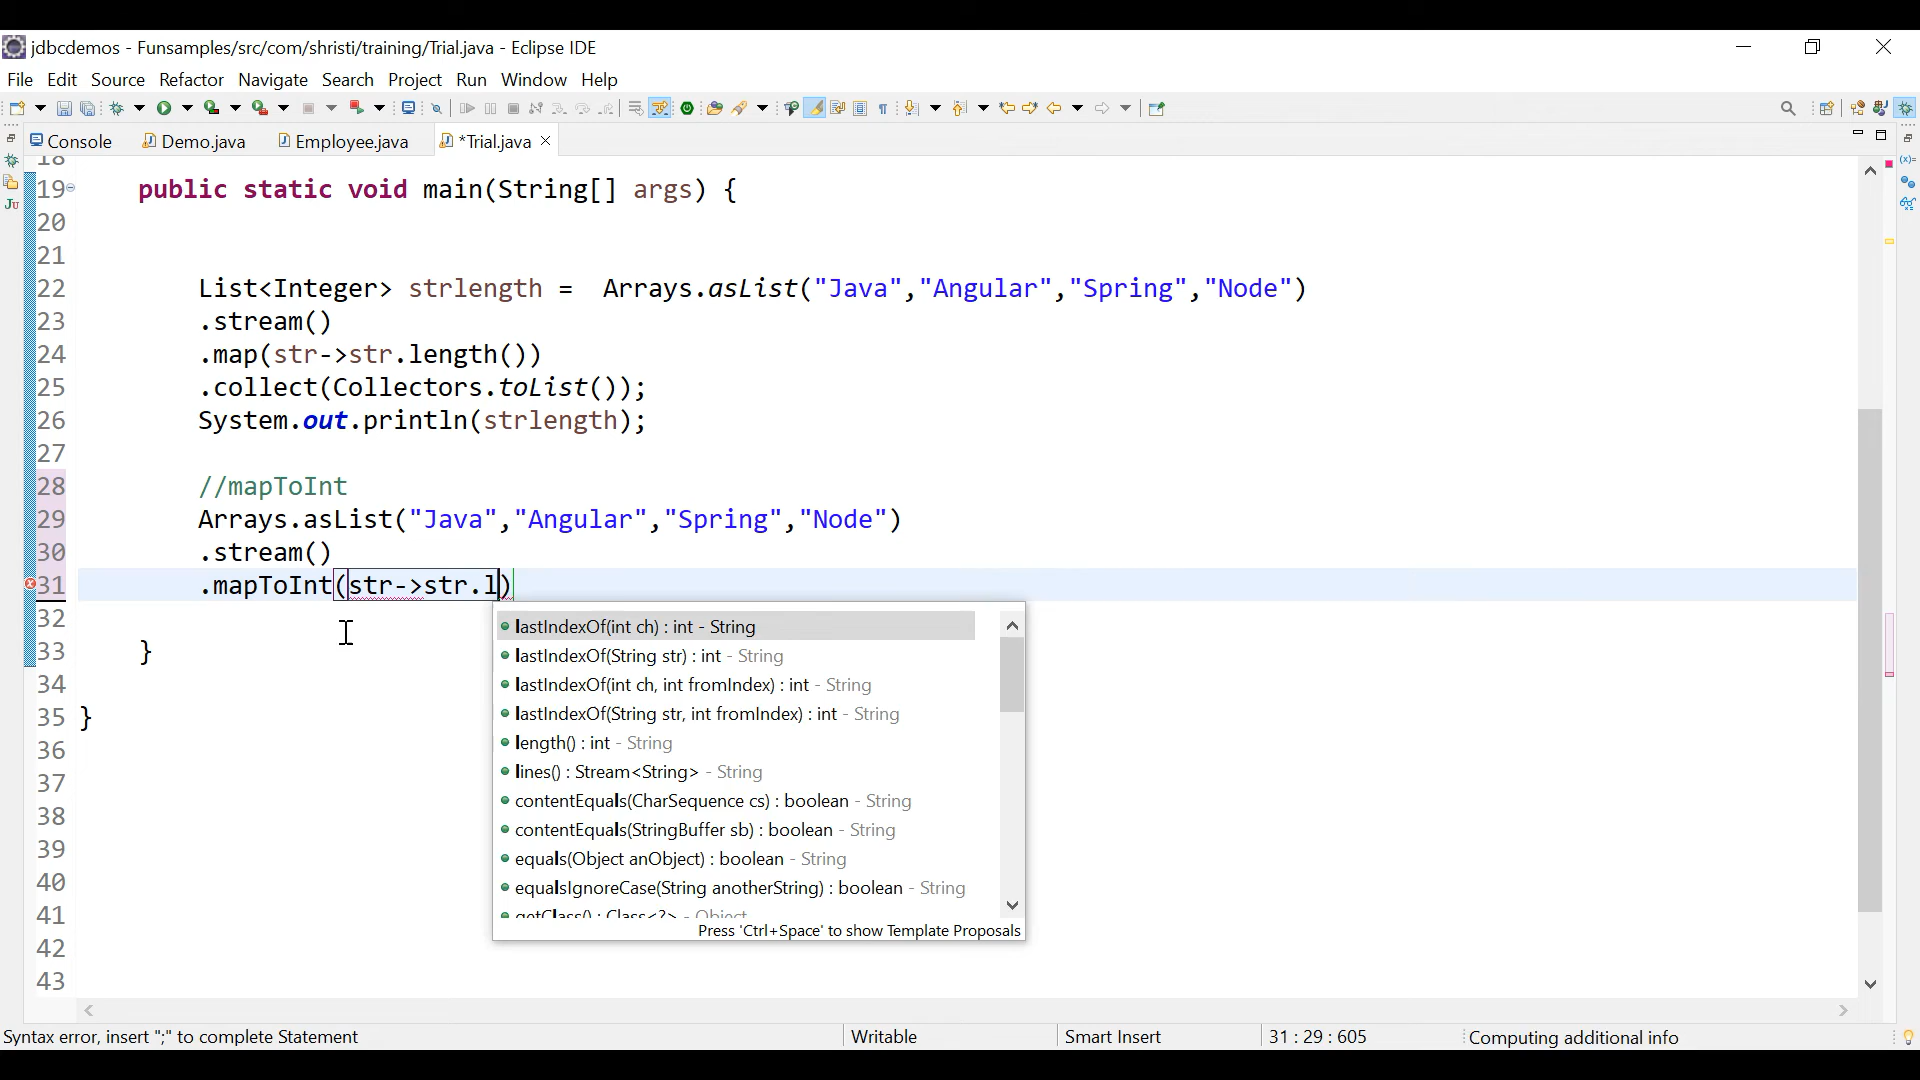 jdbcdemos - Funsamples/src/com/shristi/training/Trial.java - Eclipse IDE
File Edit Source Refactor Navigate Search Project Run Window Help
Console Demo.java Employee.java *Trial.java
18
19 public static void main(String[] args) {
20
21
22 List<Integer> strlength =  Arrays.asList("Java","Angular","Spring","Node")
23 .stream()
24 .map(str->str.length())
25 .collect(Collectors.toList());
26 System.out.println(strlength);
27
28 //mapToInt
29 Arrays.asList("Java","Angular","Spring","Node")
30 .stream()
31 .mapToInt(str->str.l)
32
33 }
34
35 }
36
37
38
39
40
41
42
43
lastIndexOf(int ch) : int - String
lastIndexOf(String str) : int - String
lastIndexOf(int ch, int fromIndex) : int - String
lastIndexOf(String str, int fromIndex) : int - String
length() : int - String
lines() : Stream<String> - String
contentEquals(CharSequence cs) : boolean - String
contentEquals(StringBuffer sb) : boolean - String
equals(Object anObject) : boolean - String
equalsIgnoreCase(String anotherString) : boolean - String
getClass() : Class<?> - Object
Press 'Ctrl+Space' to show Template Proposals
Syntax error, insert ";" to complete Statement Writable Smart Insert 31 : 29 : 605 Computing additional info